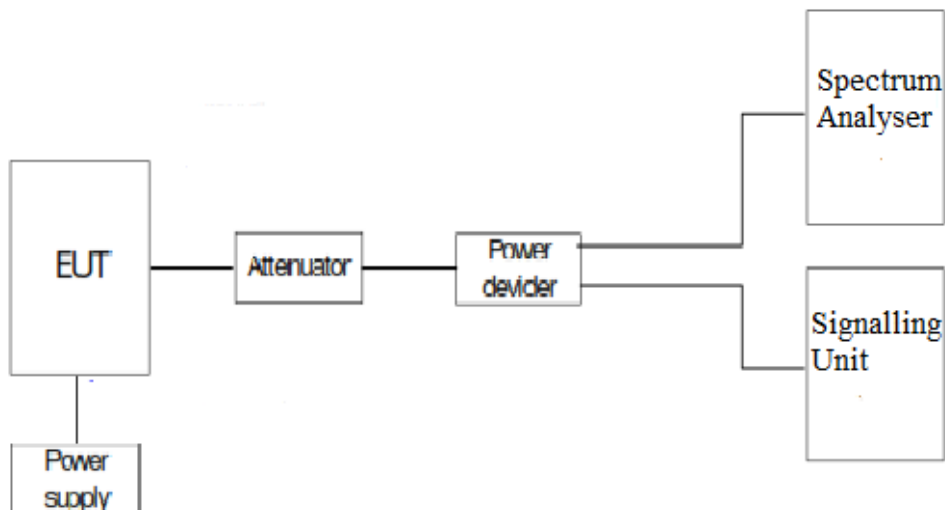 Spectrum
Analyser
EUT
Attenuator
Power
devider
Signalling
Unit
Power
supply